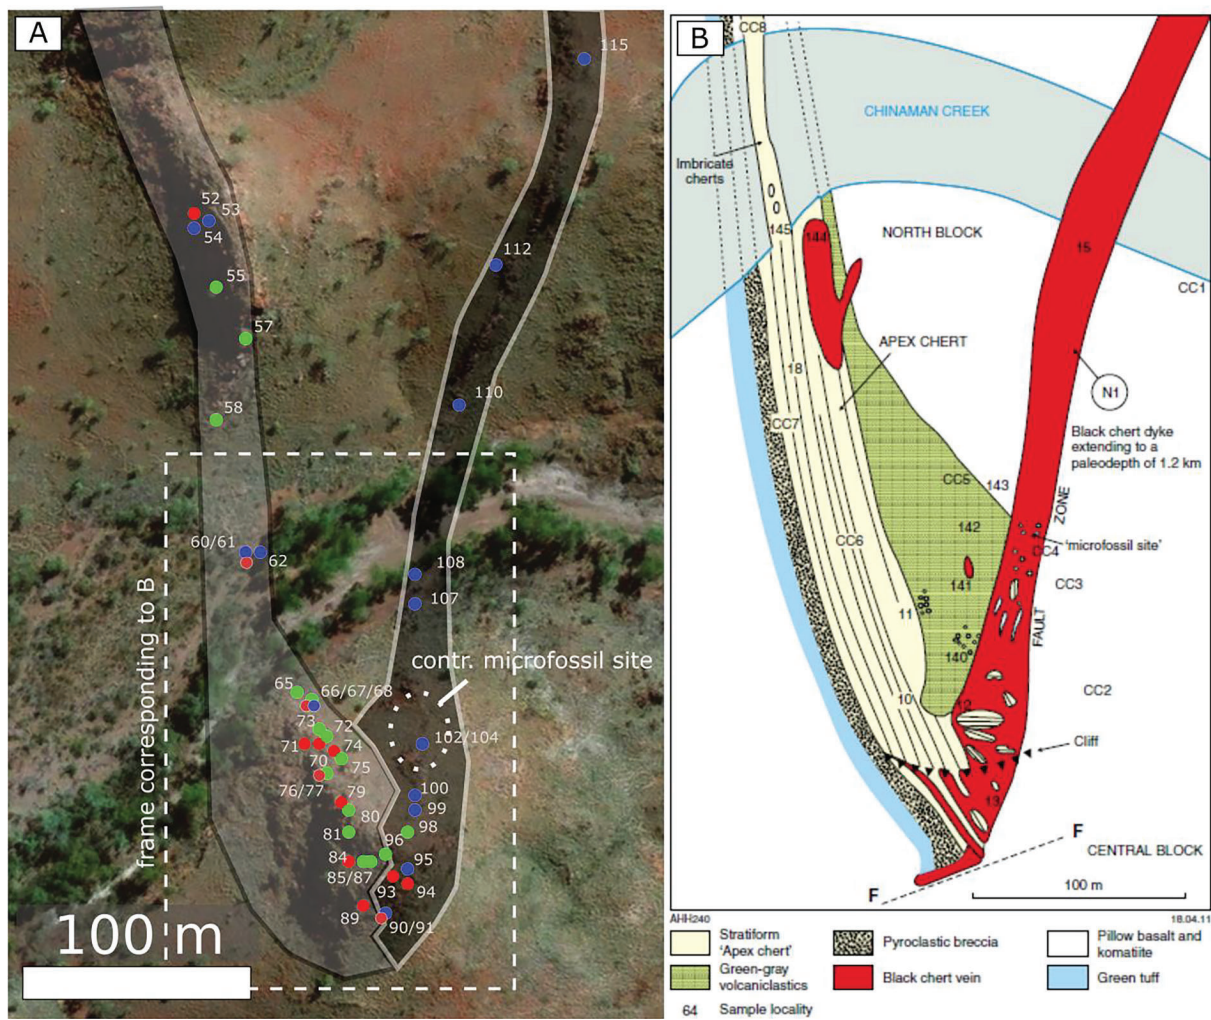 A
115
52
53
54
112
55
57
58
110
frame corresponding to B
60/61
62
108
107
contr. microfossil site
65
66/67/68
73
72
71
74
102/104
70
75
76/77
79
100
80
99
81
98
96
84
95
85/87
93
94
89
90/91
100 m
B
CC8
CHINAMAN CREEK
Imbricate
cherts
145
144
NORTH BLOCK
15
CC1
APEX CHERT
18
N1
CC7
Black chert dyke
extending to a
paleodepth of 1.2 km
CC5
143
142
ZONE
CC6
CC4
'microfossil site'
141
CC3
11
FAULT
140
10
12
CC2
Cliff
13
F
CENTRAL BLOCK
F
100 m
AHH240
18.04.11
Stratiform
'Apex chert'
Pyroclastic breccia
Pillow basalt and
komatiite
Green-gray
volcaniclastics
Black chert vein
Green tuff
64 Sample locality